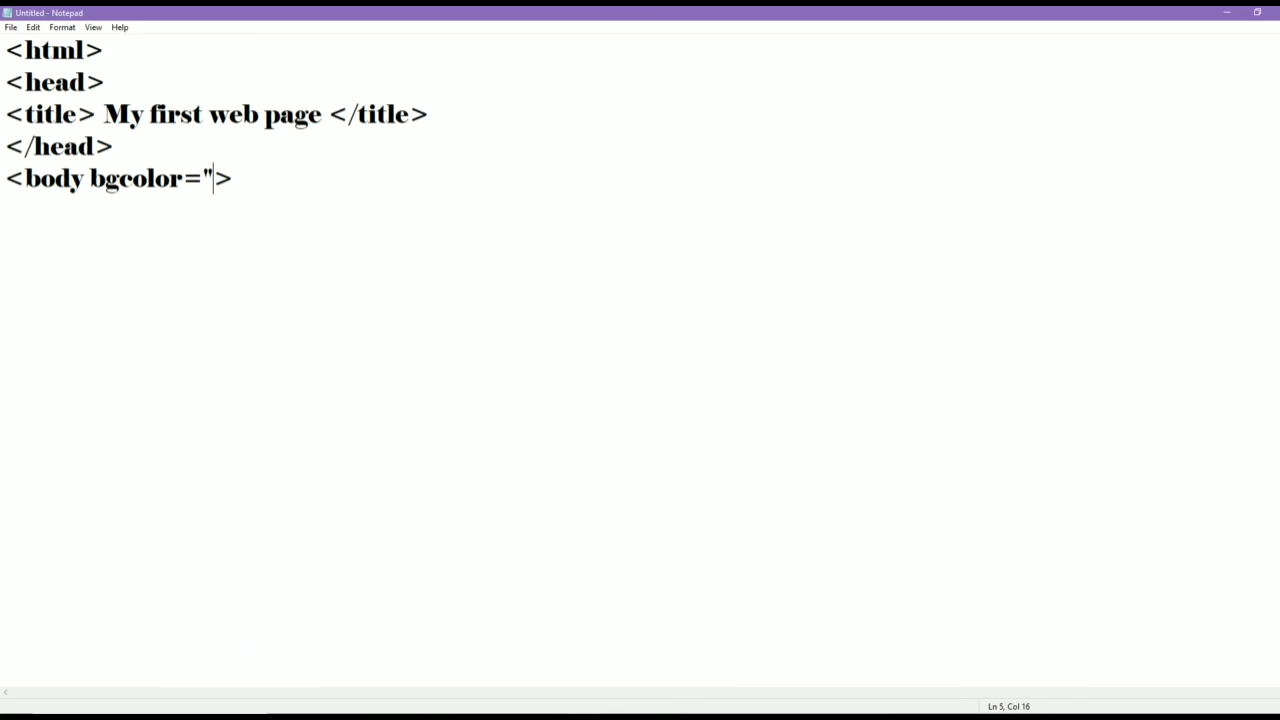 Untitled - Notepad
File Edit Format View Help
<html>
<head>
<title> My first web page </title>
</head>
<body bgcolor=">
Ln 5, Col 16